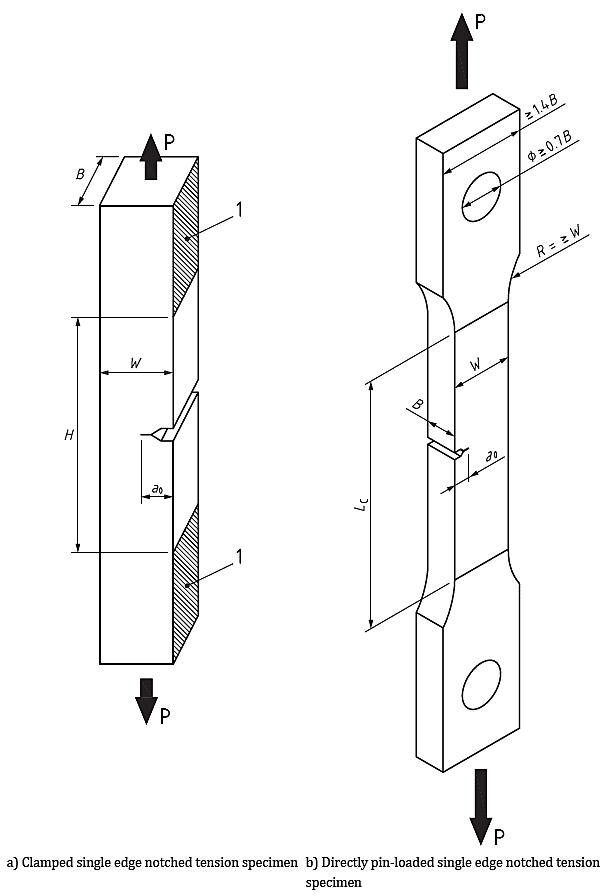 P
B
1
W
H
a₀
1
P
P
≥1.4B
Φ≥0.7B
R = ≥W
W
B
a₀
L_C
P
a) Clamped single edge notched tension specimen
b) Directly pin-loaded single edge notched tension
specimen